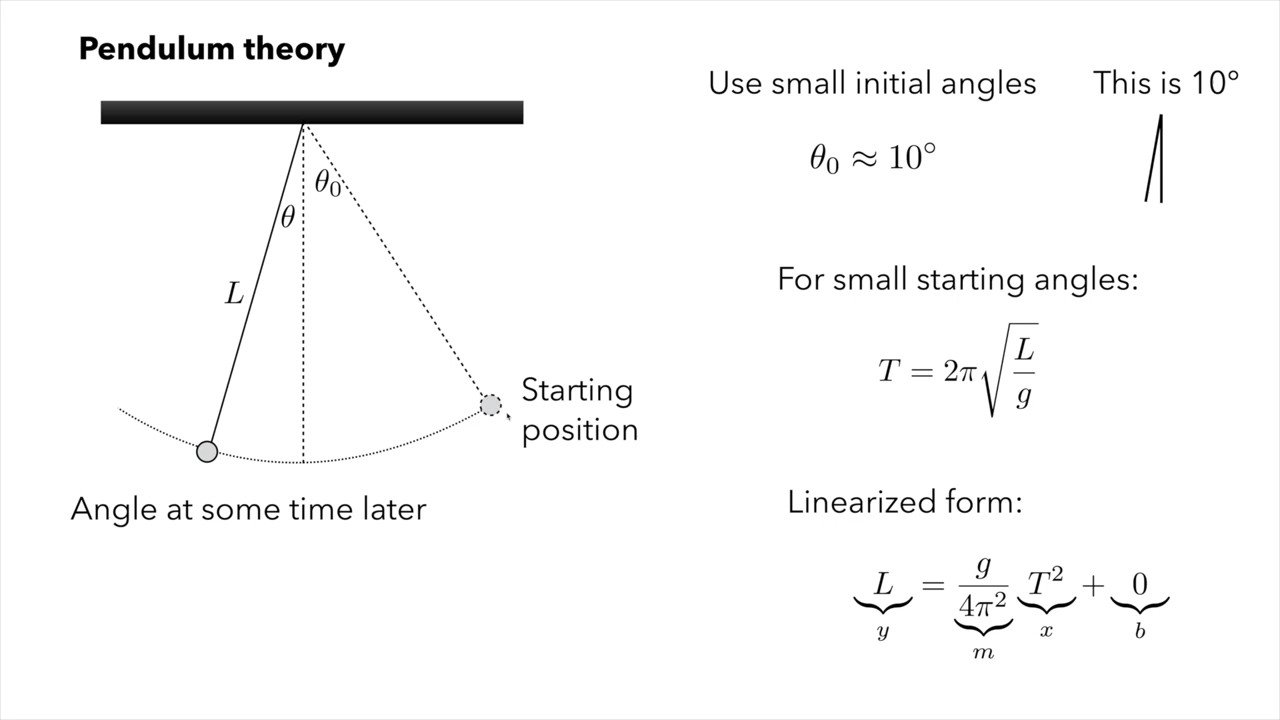 Pendulum theory
θ₀
θ
L
Starting
position
Angle at some time later
Use small initial angles
θ₀ ≈ 10°
This is 10°
For small starting angles:
T = 2π√(L/g)
Linearized form:
L = g/4π² T² + 0
y m x b